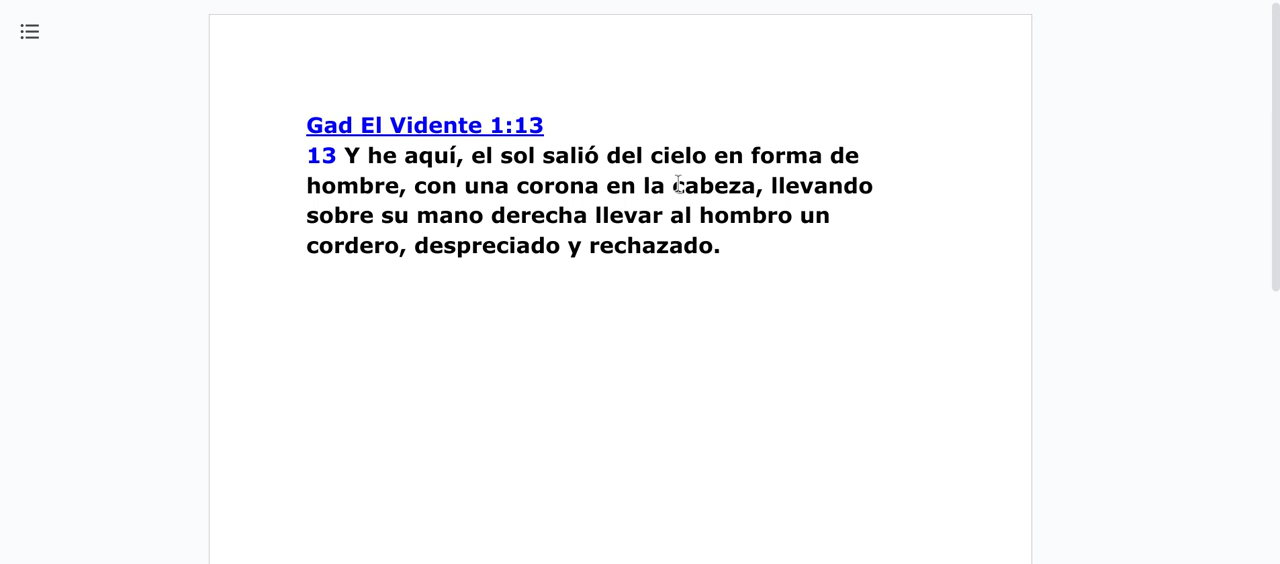 Gad El Vidente 1:13
13 Y he aquí, el sol salió del cielo en forma de
hombre, con una corona en la cabeza, llevando
sobre su mano derecha llevar al hombro un
cordero, despreciado y rechazado.